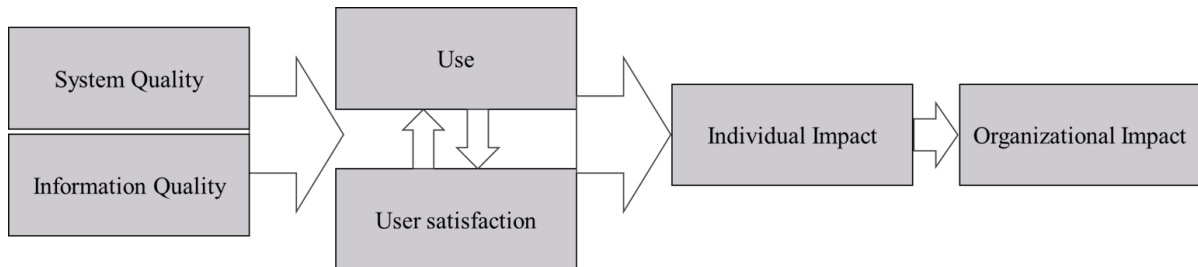 System Quality
Information Quality
Use
User satisfaction
Individual Impact
Organizational Impact